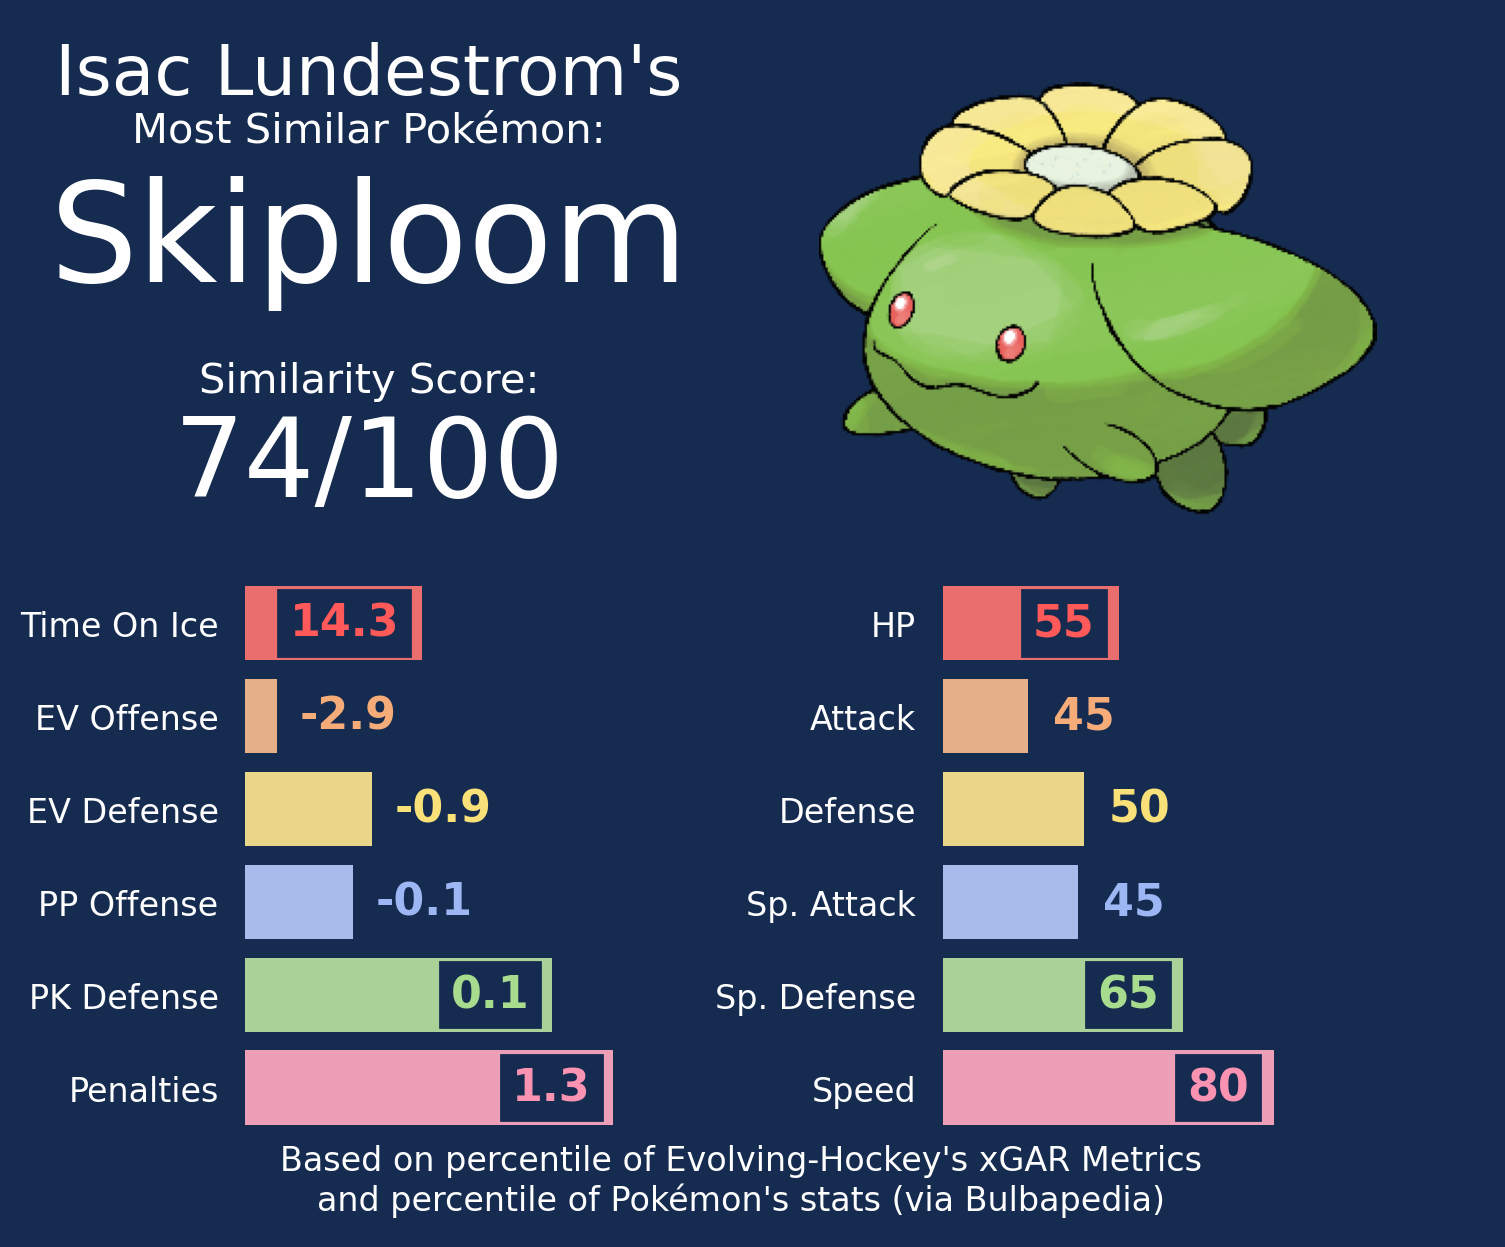 Isac Lundestrom's
Most Similar Pokémon:
Skiploom
Similarity Score:
74/100
Time On Ice 14.3
EV Offense -2.9
EV Defense -0.9
PP Offense -0.1
PK Defense 0.1
Penalties 1.3
HP 55
Attack 45
Defense 50
Sp. Attack 45
Sp. Defense 65
Speed 80
Based on percentile of Evolving-Hockey's xGAR Metrics
and percentile of Pokémon's stats (via Bulbapedia)